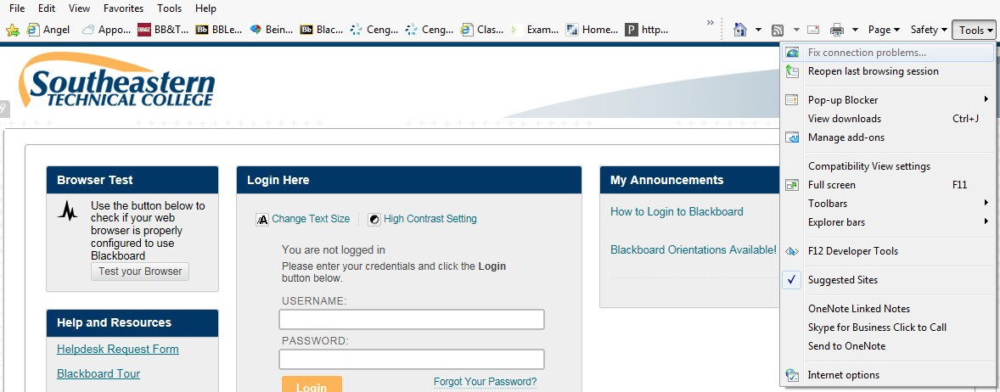 File Edit View Favorites Tools Help
Angel Appo... BB&T BB&T... Bb BBLe... Bein... Bb Blac... Ceng... Ceng... Clas... Exam... Home... P http... » Page Safety Tools
Southeastern
TECHNICAL COLLEGE
Browser Test
Use the button below to
check if your web
browser is properly
configured to use
Blackboard
Test your Browser
Help and Resources
Helpdesk Request Form
Blackboard Tour
Login Here
A Change Text Size High Contrast Setting
You are not logged in
Please enter your credentials and click the Login
button below.
USERNAME:
PASSWORD:
Forgot Your Password?
Login
My Announcements
How to Login to Blackboard
Blackboard Orientations Available!
Fix connection problems...
Reopen last browsing session
Pop-up Blocker
View downloads Ctrl+J
Manage add-ons
Compatibility View settings
Full screen F11
Toolbars
Explorer bars
F12 Developer Tools
Suggested Sites
OneNote Linked Notes
Skype for Business Click to Call
Send to OneNote
Internet options